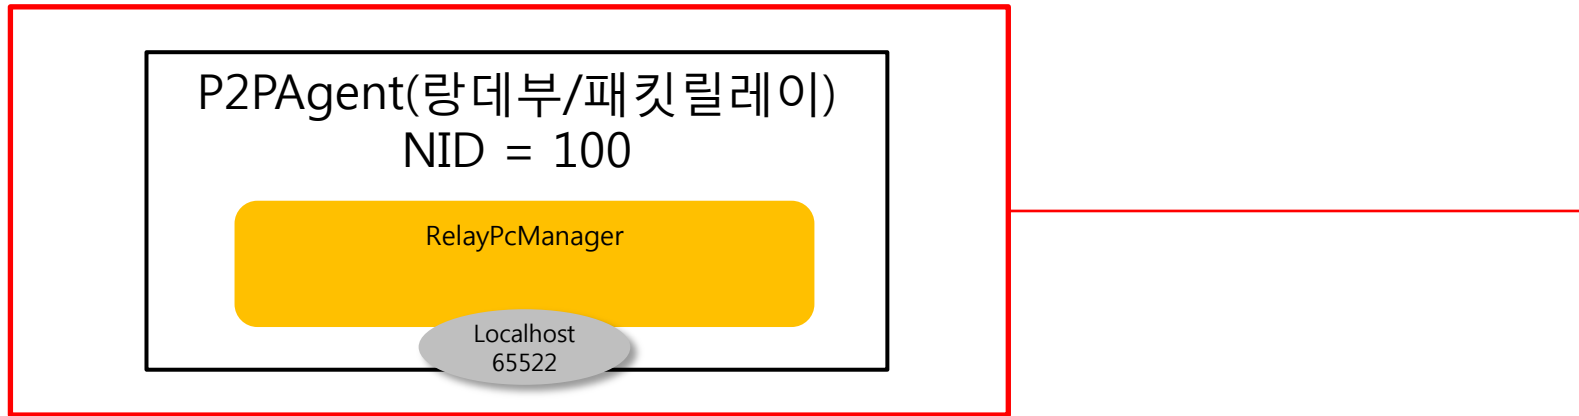 P2PAgent(랑데부/패킷릴레이)
NID = 100
RelayPcManager
Localhost
65522